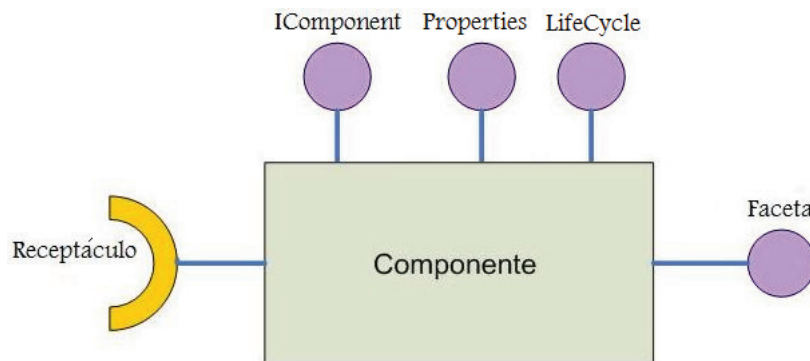 IComponent Properties LifeCycle
Faceta
Receptáculo
Componente